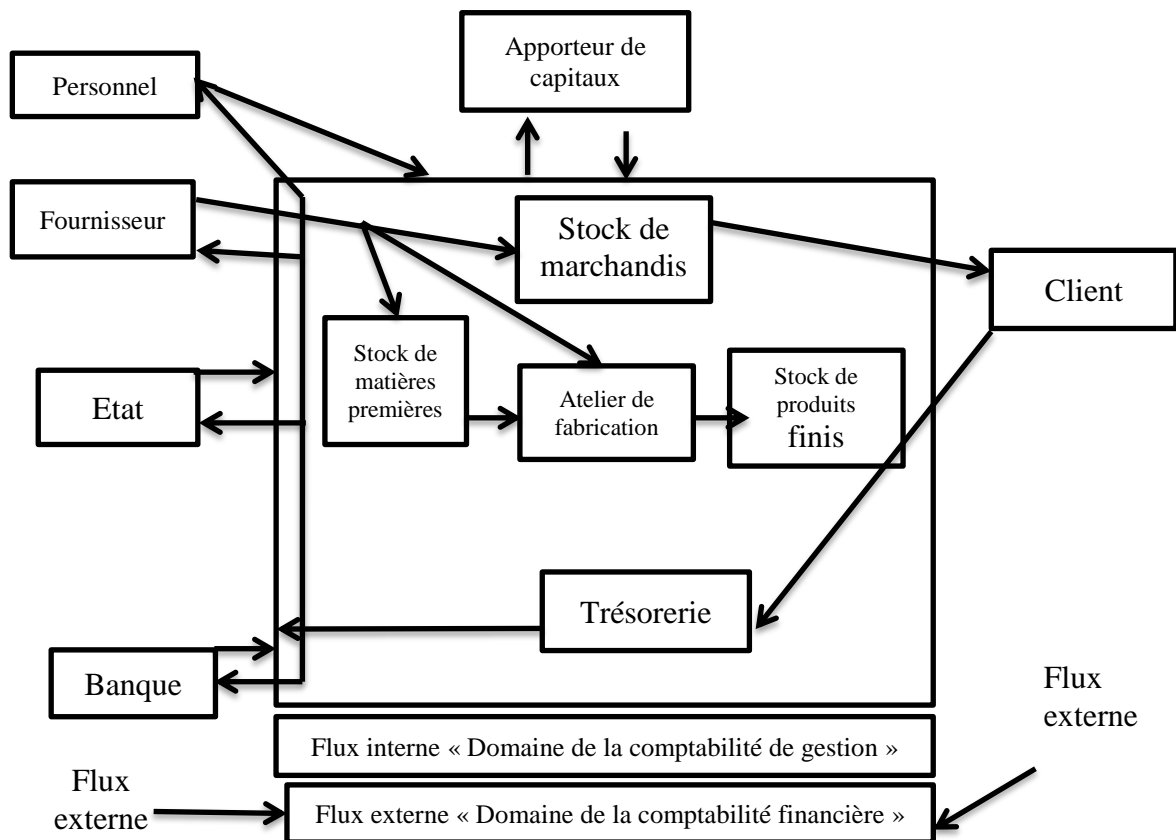 Apporteur de
capitaux
Personnel
Fournisseur
Stock de
marchandis
Client
Stock de
matières
premières
Atelier de
fabrication
Stock de
produits
finis
Etat
Trésorerie
Banque
Flux
externe
Flux interne « Domaine de la comptabilité de gestion »
Flux
externe
Flux externe « Domaine de la comptabilité financière »